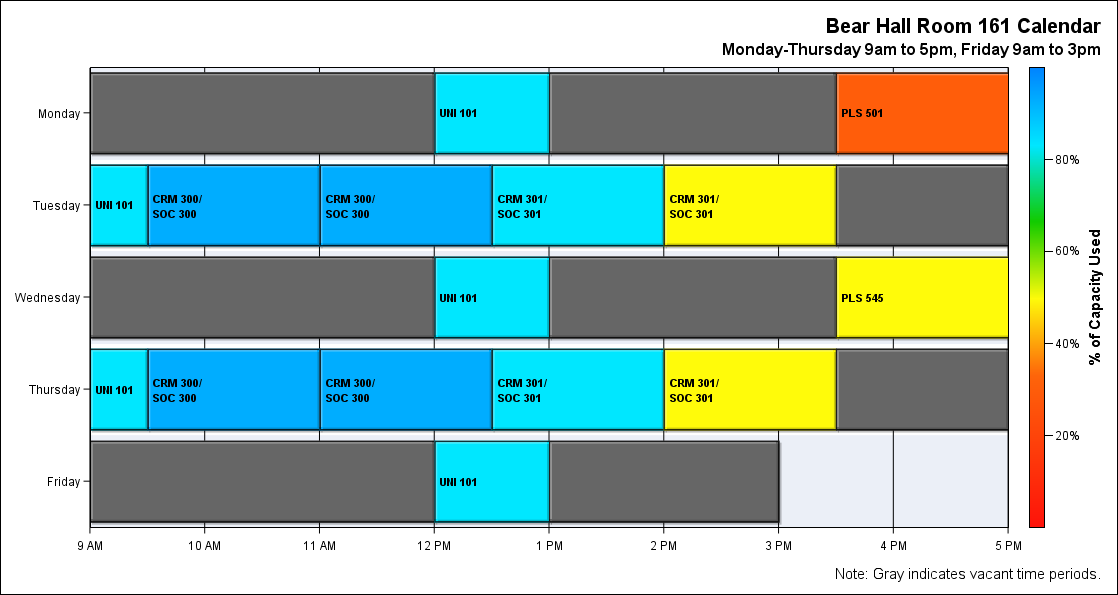 Bear Hall Room 161 Calendar
Monday-Thursday 9am to 5pm, Friday 9am to 3pm
Monday
UNI 101
PLS 501
Tuesday
UNI 101
CRM 300/
SOC 300
CRM 300/
SOC 300
CRM 301/
SOC 301
CRM 301/
SOC 301
Wednesday
UNI 101
PLS 545
Thursday
UNI 101
CRM 300/
SOC 300
CRM 300/
SOC 300
CRM 301/
SOC 301
CRM 301/
SOC 301
Friday
UNI 101
9 AM
10 AM
11 AM
12 PM
1 PM
2 PM
3 PM
4 PM
5 PM
80%
60%
40%
20%
% of Capacity Used
Note: Gray indicates vacant time periods.